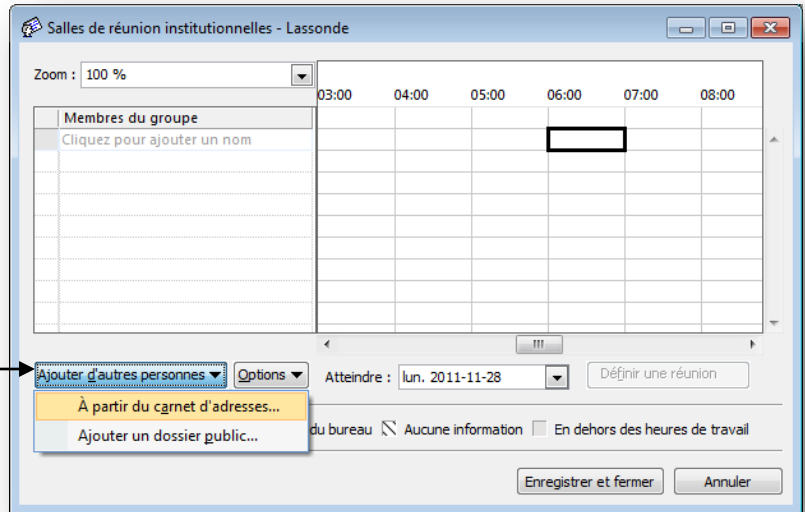 Salles de réunion institutionnelles - Lassonde
Zoom : 100 %
03:00 04:00 05:00 06:00 07:00 08:00
Membres du groupe
Cliquez pour ajouter un nom
Ajouter d'autres personnes Options Atteindre : lun. 2011-11-28 Définir une réunion
À partir du carnet d'adresses...
du bureau Aucune information En dehors des heures de travail
Ajouter un dossier public...
Enregistrer et fermer Annuler